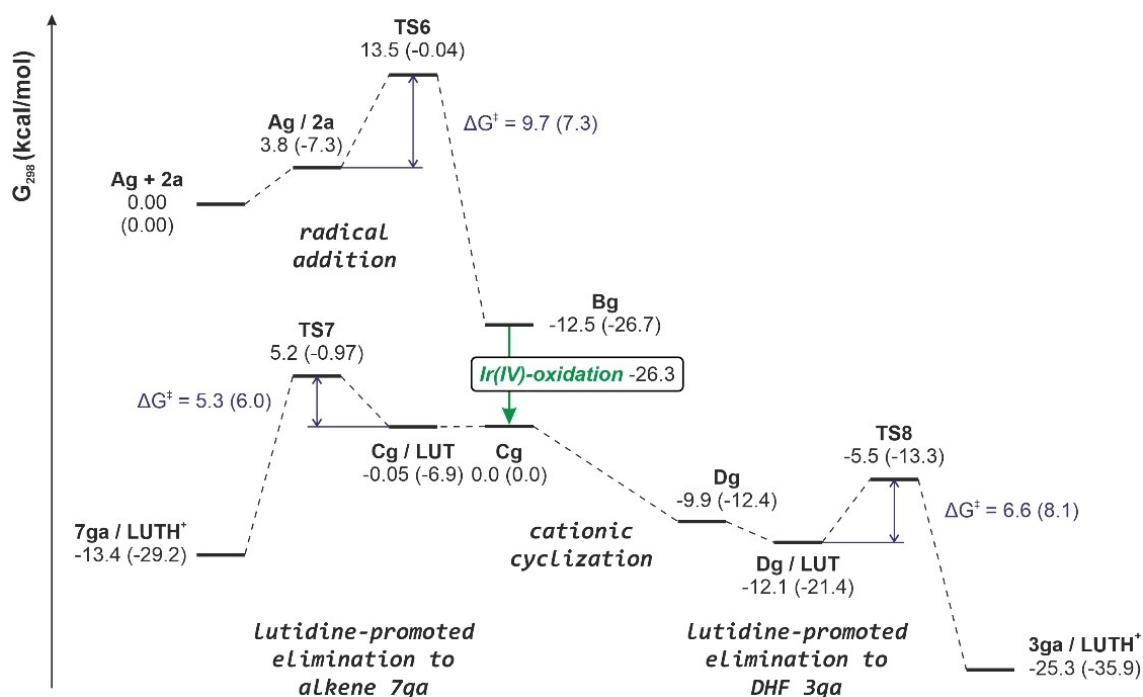 G298 (kcal/mol)
TS6
13.5 (-0.04)
Ag / 2a
3.8 (-7.3)
ΔG‡ = 9.7 (7.3)
Ag + 2a
0.00
(0.00)
radical
addition
Bg
-12.5 (-26.7)
TS7
5.2 (-0.97)
Ir(IV)-oxidation -26.3
ΔG‡ = 5.3 (6.0)
Cg / LUT
-0.05 (-6.9)
Cg
0.0 (0.0)
TS8
-5.5 (-13.3)
Dg
-9.9 (-12.4)
ΔG‡ = 6.6 (8.1)
7ga / LUTH+
-13.4 (-29.2)
cationic
cyclization
Dg / LUT
-12.1 (-21.4)
Lutidine-promoted
elimination to
alkene 7ga
Lutidine-promoted
elimination to
DHF 3ga
3ga / LUTH+
-25.3 (-35.9)